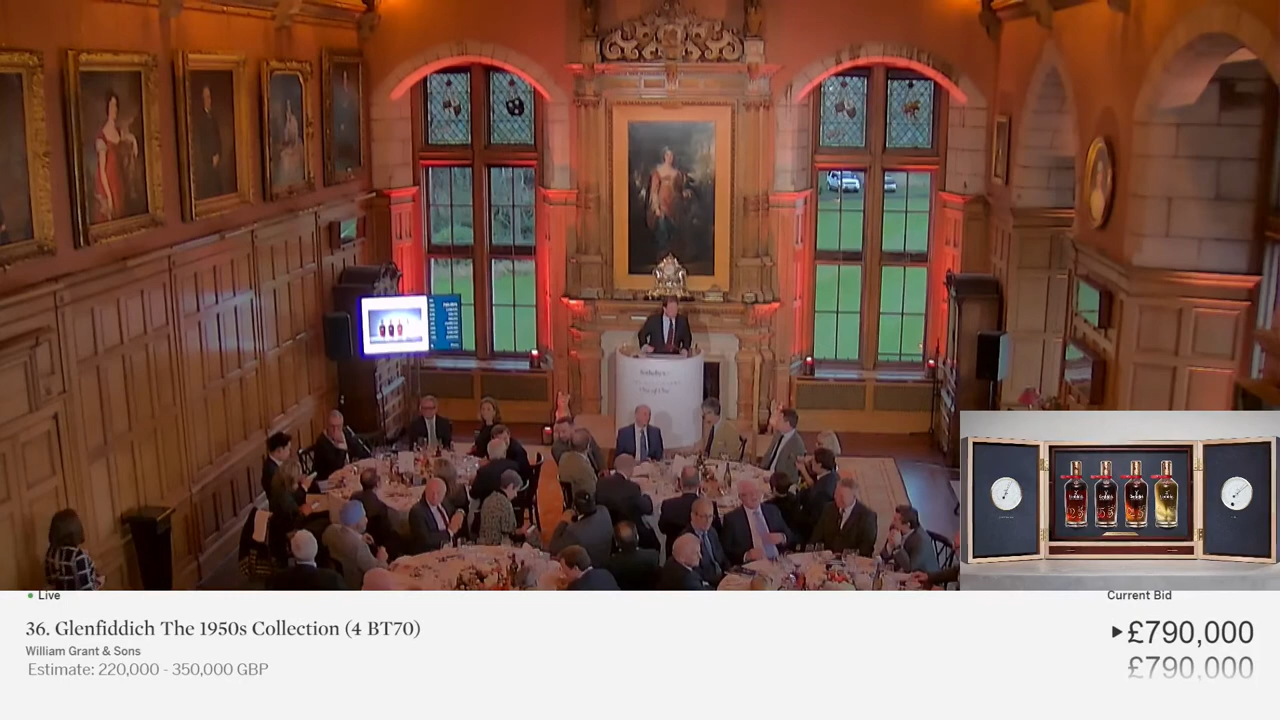 Sotheby's
Live
Current Bid
36. Glenfiddich The 1950s Collection (4 BT70)
£790,000
William Grant & Sons
Estimate: 220,000 - 350,000 GBP
£790,000